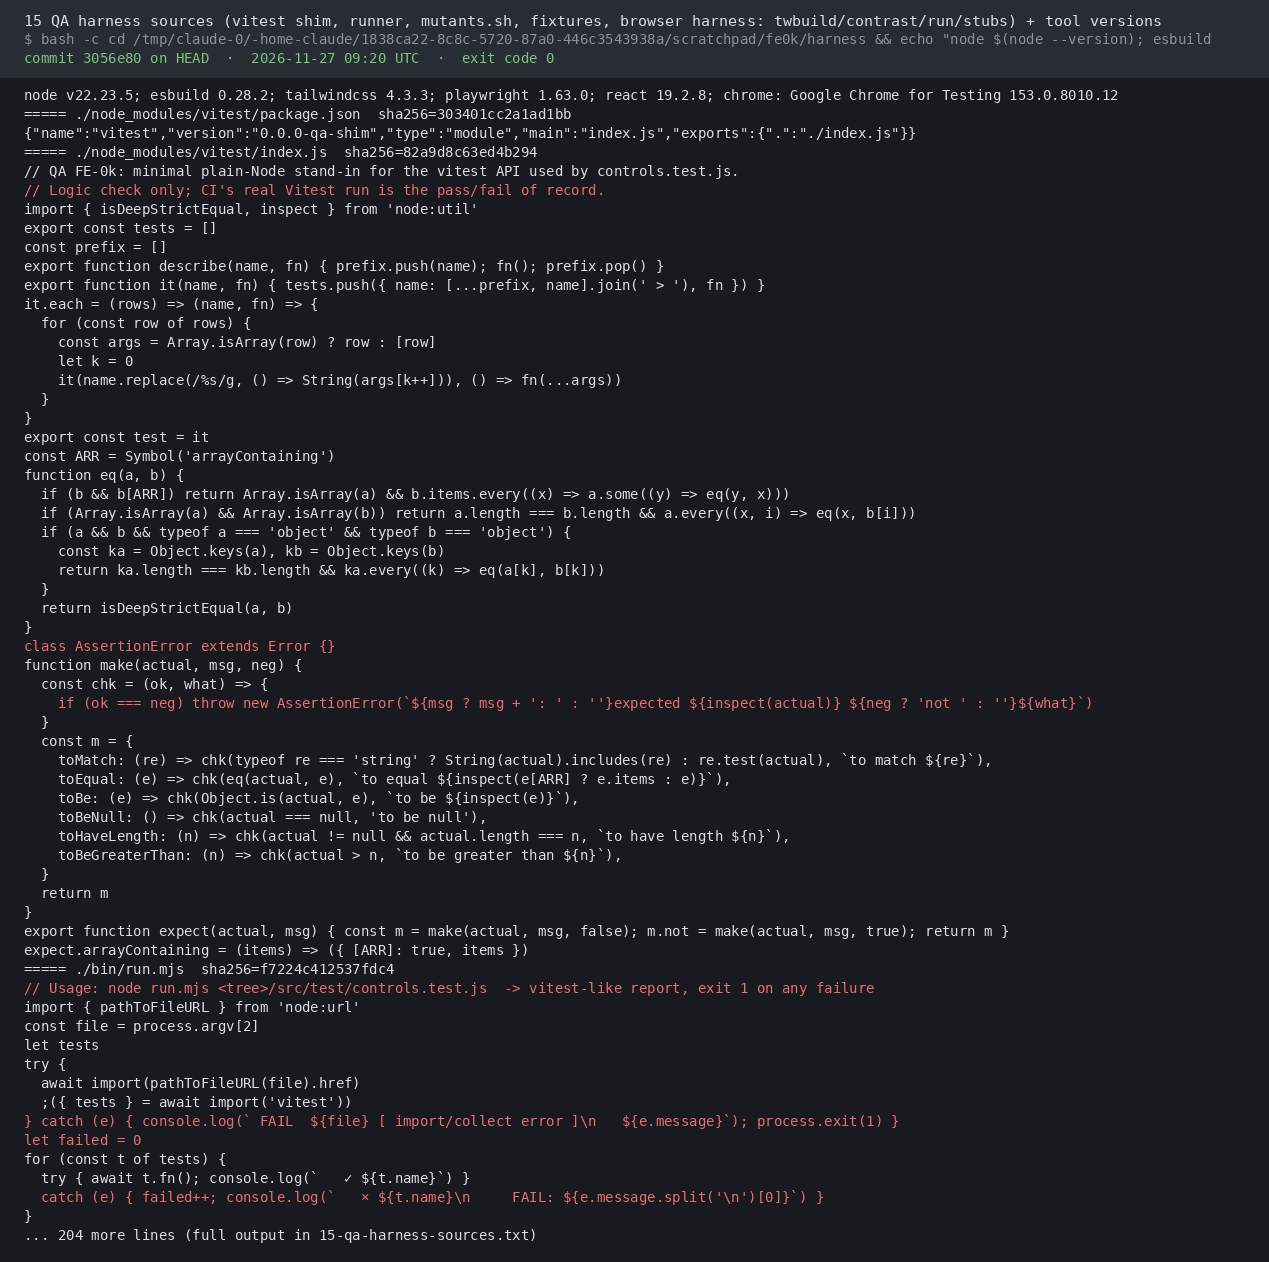 15 QA harness sources (vitest shim, runner, mutants.sh, fixtures, browser harness: twbuild/contrast/run/stubs) + tool versions
$ bash -c cd /tmp/claude-0/-home-claude/1838ca22-8c8c-5720-87a0-446c3543938a/scratchpad/fe0k/harness && echo "node $(node --version); esbuild
commit 3056e80 on HEAD  ·  2026-11-27 09:20 UTC  ·  exit code 0
node v22.23.5; esbuild 0.28.2; tailwindcss 4.3.3; playwright 1.63.0; react 19.2.8; chrome: Google Chrome for Testing 153.0.8010.12
===== ./node_modules/vitest/package.json  sha256=303401cc2a1ad1bb
{"name":"vitest","version":"0.0.0-qa-shim","type":"module","main":"index.js","exports":{".":"./index.js"}}
===== ./node_modules/vitest/index.js  sha256=82a9d8c63ed4b294
// QA FE-0k: minimal plain-Node stand-in for the vitest API used by controls.test.js.
// Logic check only; CI's real Vitest run is the pass/fail of record.
import { isDeepStrictEqual, inspect } from 'node:util'
export const tests = []
const prefix = []
export function describe(name, fn) { prefix.push(name); fn(); prefix.pop() }
export function it(name, fn) { tests.push({ name: [...prefix, name].join(' > '), fn }) }
it.each = (rows) => (name, fn) => {
  for (const row of rows) {
    const args = Array.isArray(row) ? row : [row]
    let k = 0
    it(name.replace(/%s/g, () => String(args[k++])), () => fn(...args))
  }
}
export const test = it
const ARR = Symbol('arrayContaining')
function eq(a, b) {
  if (b && b[ARR]) return Array.isArray(a) && b.items.every((x) => a.some((y) => eq(y, x)))
  if (Array.isArray(a) && Array.isArray(b)) return a.length === b.length && a.every((x, i) => eq(x, b[i]))
  if (a && b && typeof a === 'object' && typeof b === 'object') {
    const ka = Object.keys(a), kb = Object.keys(b)
    return ka.length === kb.length && ka.every((k) => eq(a[k], b[k]))
  }
  return isDeepStrictEqual(a, b)
}
class AssertionError extends Error {}
function make(actual, msg, neg) {
  const chk = (ok, what) => {
    if (ok === neg) throw new AssertionError(`${msg ? msg + ': ' : ''}expected ${inspect(actual)} ${neg ? 'not ' : ''}${what}`)
  }
  const m = {
    toMatch: (re) => chk(typeof re === 'string' ? String(actual).includes(re) : re.test(actual), `to match ${re}`),
    toEqual: (e) => chk(eq(actual, e), `to equal ${inspect(e[ARR] ? e.items : e)}`),
    toBe: (e) => chk(Object.is(actual, e), `to be ${inspect(e)}`),
    toBeNull: () => chk(actual === null, 'to be null'),
    toHaveLength: (n) => chk(actual != null && actual.length === n, `to have length ${n}`),
    toBeGreaterThan: (n) => chk(actual > n, `to be greater than ${n}`),
  }
  return m
}
export function expect(actual, msg) { const m = make(actual, msg, false); m.not = make(actual, msg, true); return m }
expect.arrayContaining = (items) => ({ [ARR]: true, items })
===== ./bin/run.mjs  sha256=f7224c412537fdc4
// Usage: node run.mjs <tree>/src/test/controls.test.js  -> vitest-like report, exit 1 on any failure
import { pathToFileURL } from 'node:url'
const file = process.argv[2]
let tests
try {
  await import(pathToFileURL(file).href)
  ;({ tests } = await import('vitest'))
} catch (e) { console.log(` FAIL  ${file} [ import/collect error ]\n   ${e.message}`); process.exit(1) }
let failed = 0
for (const t of tests) {
  try { await t.fn(); console.log(`   ✓ ${t.name}`) }
  catch (e) { failed++; console.log(`   × ${t.name}\n     FAIL: ${e.message.split('\n')[0]}`) }
}
... 204 more lines (full output in 15-qa-harness-sources.txt)